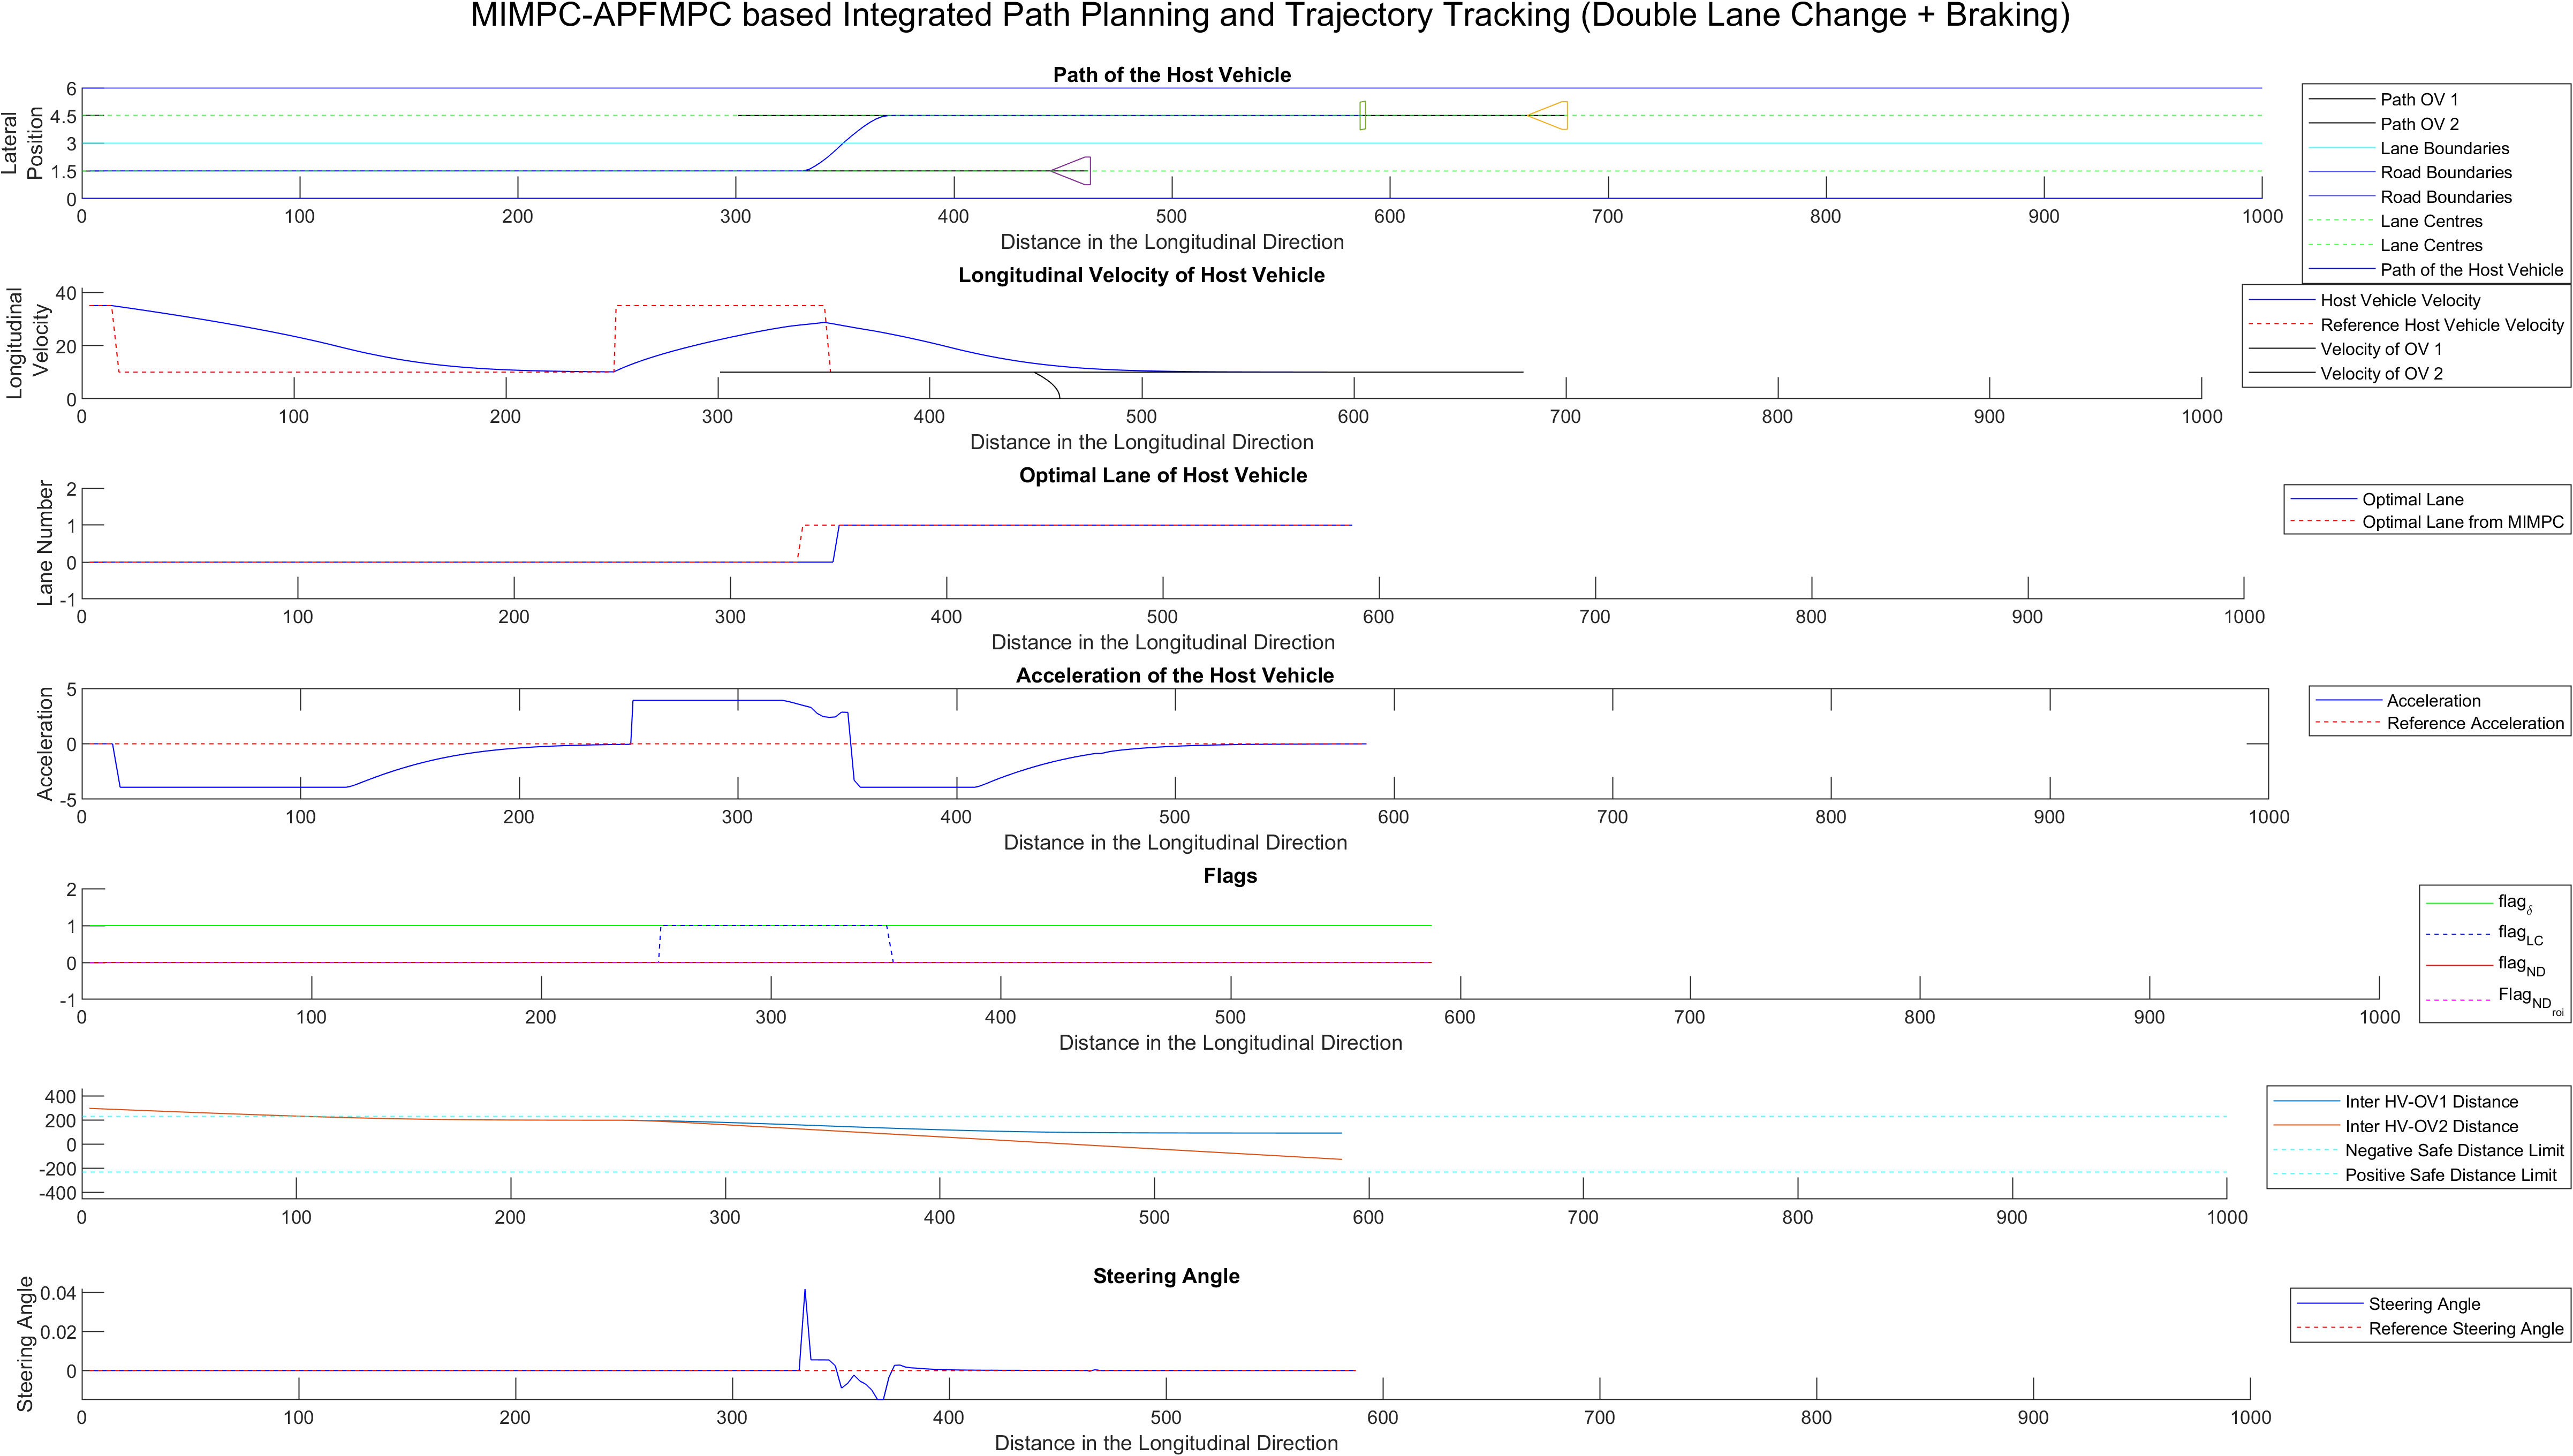 MIMPC-APFMPC based Integrated Path Planning and Trajectory Tracking (Double Lane Change + Braking)
Path of the Host Vehicle
Lateral
Position
6
4.5
3
1.5
0
0 100 200 300 400 500 600 700 800 900 1000
Distance in the Longitudinal Direction
Path OV 1
Path OV 2
Lane Boundaries
Road Boundaries
Road Boundaries
Lane Centres
Lane Centres
Path of the Host Vehicle
Longitudinal Velocity of Host Vehicle
Longitudinal
Velocity
40
20
0
0 100 200 300 400 500 600 700 800 900 1000
Distance in the Longitudinal Direction
Host Vehicle Velocity
Reference Host Vehicle Velocity
Velocity of OV 1
Velocity of OV 2
Optimal Lane of Host Vehicle
Lane Number
2
1
0
-1
0 100 200 300 400 500 600 700 800 900 1000
Distance in the Longitudinal Direction
Optimal Lane
Optimal Lane from MIMPC
Acceleration of the Host Vehicle
Acceleration
5
0
-5
0 100 200 300 400 500 600 700 800 900 1000
Distance in the Longitudinal Direction
Acceleration
Reference Acceleration
Flags
2
1
0
-1
0 100 200 300 400 500 600 700 800 900 1000
Distance in the Longitudinal Direction
flag_δ
flag_LC
flag_ND
Flag_ND_roi
400
200
0
-200
-400
0 100 200 300 400 500 600 700 800 900 1000
Inter HV-OV1 Distance
Inter HV-OV2 Distance
Negative Safe Distance Limit
Positive Safe Distance Limit
Steering Angle
Steering Angle
0.04
0.02
0
0 100 200 300 400 500 600 700 800 900 1000
Distance in the Longitudinal Direction
Steering Angle
Reference Steering Angle